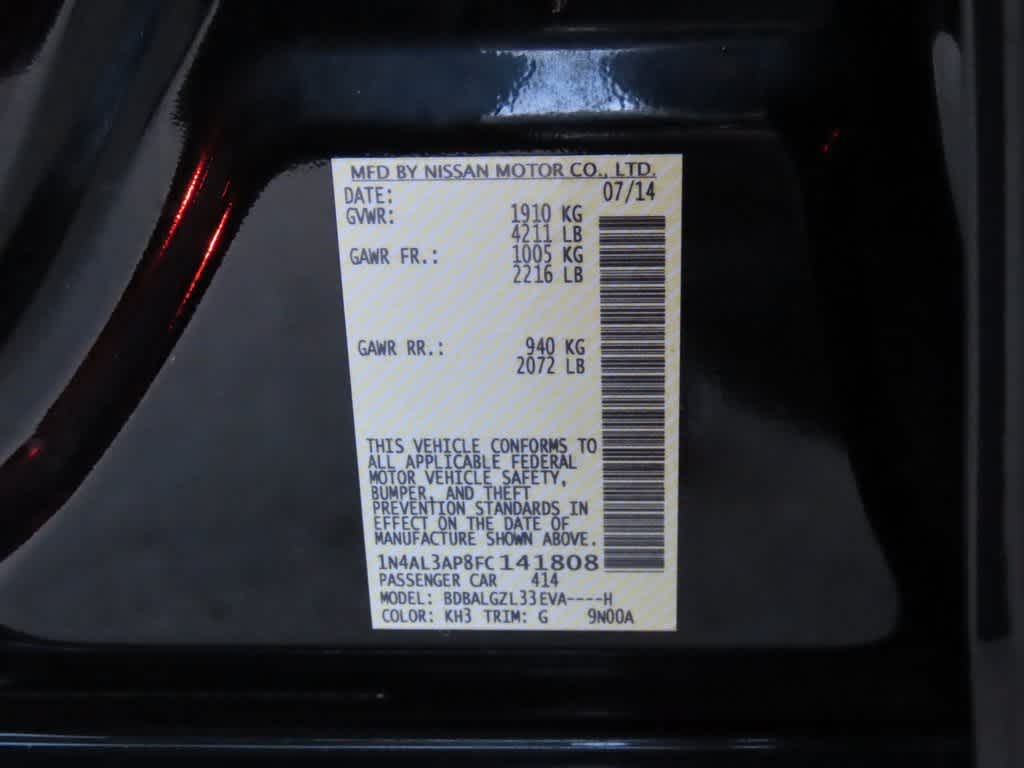 MFD BY NISSAN MOTOR CO., LTD.
DATE: 07/14
GVWR: 1910 KG
4211 LB
GAWR FR.: 1005 KG
2216 LB
GAWR RR.: 940 KG
2072 LB
THIS VEHICLE CONFORMS TO
ALL APPLICABLE FEDERAL
MOTOR VEHICLE SAFETY,
BUMPER, AND THEFT
PREVENTION STANDARDS IN
EFFECT ON THE DATE OF
MANUFACTURE SHOWN ABOVE.
1N4AL3AP8FC141808
PASSENGER CAR 414
MODEL: BDBALGZL33EVA----H
COLOR: KH3 TRIM: G 9N00A